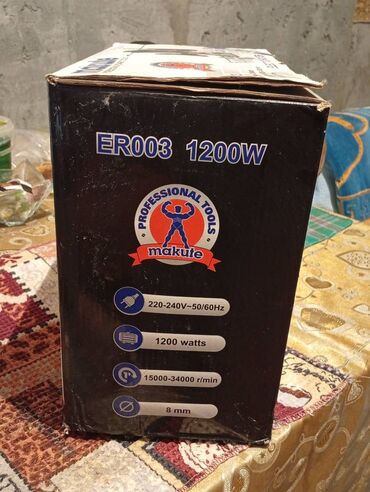 ER003 1200W
PROFESSIONAL TOOLS
makute
220-240V~50/60Hz
1200 watts
15000-34000 r/min
8 mm